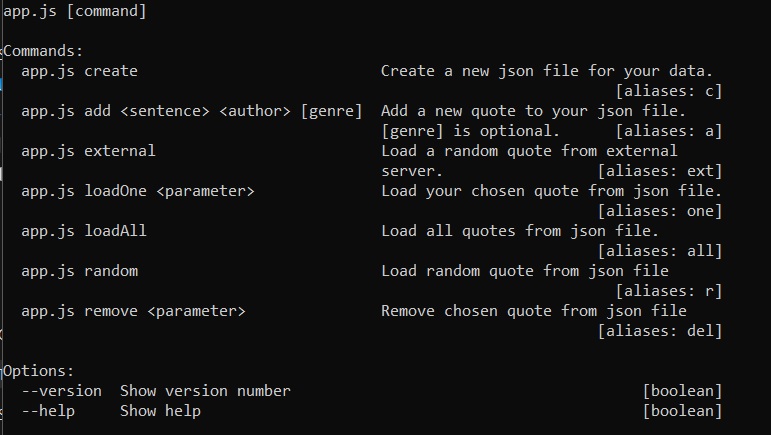 app.js [command]
Commands:
app.js create Create a new json file for your data.
[aliases: c]
app.js add <sentence> <author> [genre] Add a new quote to your json file.
[genre] is optional. [aliases: a]
app.js external Load a random quote from external
server. [aliases: ext]
app.js loadOne <parameter> Load your chosen quote from json file.
[aliases: one]
app.js loadAll Load all quotes from json file.
[aliases: all]
app.js random Load random quote from json file
[aliases: r]
app.js remove <parameter> Remove chosen quote from json file
[aliases: del]
Options:
--version Show version number [boolean]
--help Show help [boolean]